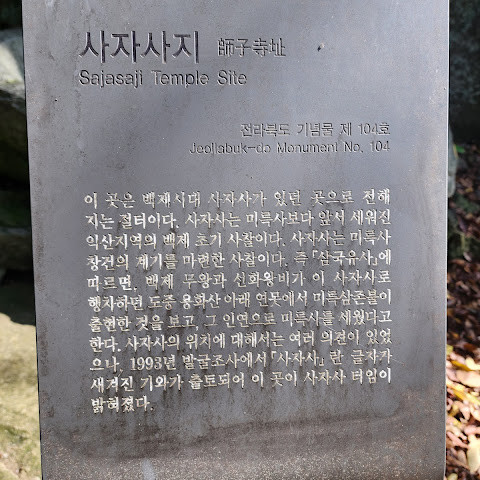 사자사지 師子寺址
Sajasaji Temple Site
전라북도 기념물 제 104호
Jeollabuk-do Monument No. 104
이 곳은 백제시대 사자사가 있던 곳으로 전해
지는 절터이다. 사자사는 미륵사보다 앞서 세워진
익산지역의 백제 초기 사찰이다. 사자사는 미륵사
창건의 계기를 마련한 사찰이다. 즉 「삼국유사」에
따르면, 백제 무왕과 선화왕비가 이 사자사로
행차하던 도중 용화산 아래 연못에서 미륵삼존불이
출현한 것을 보고, 그 인연으로 미륵사를 세웠다고
한다. 사자사의 위치에 대해서는 여러 의견이 있었
으나, 1993년 발굴조사에서 「사자사」란 글자가
새겨진 기와가 출토되어 이 곳이 사자사 터임이
밝혀졌다.